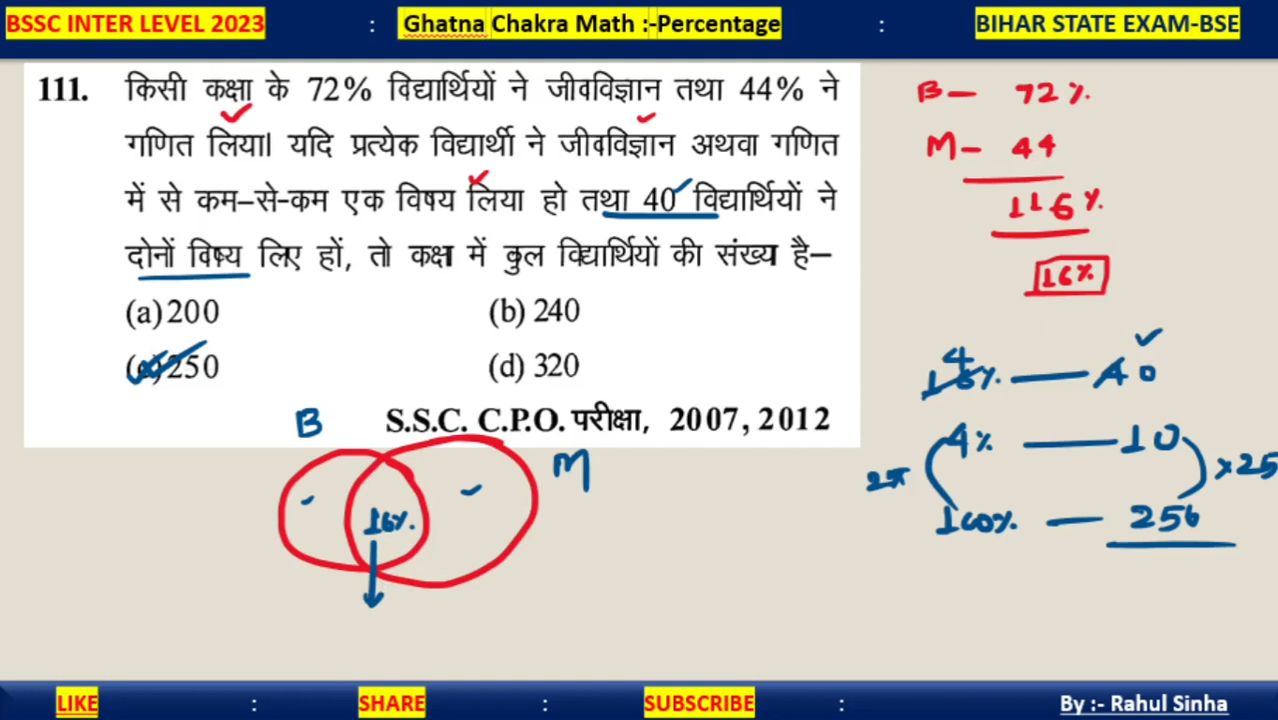 BSSC INTER LEVEL 2023 : Ghatna Chakra Math :-Percentage : BIHAR STATE EXAM-BSE
111. किसी कक्षा के 72% विद्यार्थियों ने जीवविज्ञान तथा 44% ने
गणित लिया। यदि प्रत्येक विद्यार्थी ने जीवविज्ञान अथवा गणित
में से कम-से-कम एक विषय लिया हो तथा 40 विद्यार्थियों ने
दोनों विषय लिए हों, तो कक्ष में कुल विद्यार्थियों की संख्य है–
(a) 200 (b) 240
(c) 250 (d) 320
S.S.C. C.P.O. परीक्षा, 2007, 2012
B
M
16%.
B — 72%.
M — 44
116%.
16%
4
16%. — 40
4% — 10
×25
100%. — 250
LIKE : SHARE : SUBSCRIBE : By :- Rahul Sinha